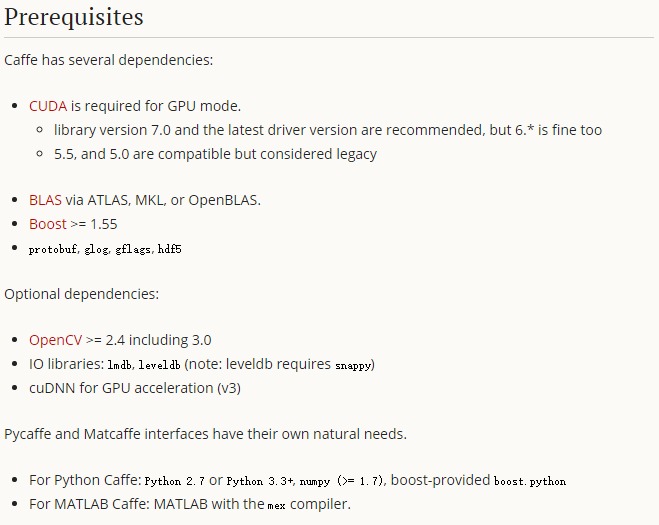 Prerequisites
Caffe has several dependencies:
CUDA is required for GPU mode.
library version 7.0 and the latest driver version are recommended, but 6.* is fine too
5.5, and 5.0 are compatible but considered legacy
BLAS via ATLAS, MKL, or OpenBLAS.
Boost >= 1.55
protobuf, glog, gflags, hdf5
Optional dependencies:
OpenCV >= 2.4 including 3.0
IO libraries: lmdb, leveldb (note: leveldb requires snappy)
cuDNN for GPU acceleration (v3)
Pycaffe and Matcaffe interfaces have their own natural needs.
For Python Caffe: Python 2.7 or Python 3.3+, numpy (>= 1.7), boost-provided boost.python
For MATLAB Caffe: MATLAB with the mex compiler.